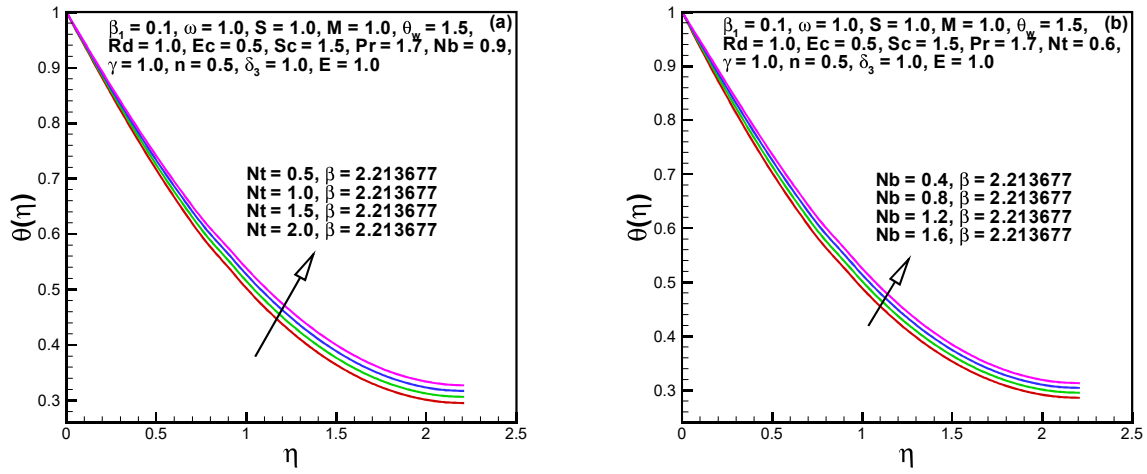 (a)
β₁ = 0.1, ω = 1.0, S = 1.0, M = 1.0, θ_w = 1.5,
Rd = 1.0, Ec = 0.5, Sc = 1.5, Pr = 1.7, Nb = 0.9,
γ = 1.0, n = 0.5, δ₃ = 1.0, E = 1.0
Nt = 0.5, β = 2.213677
Nt = 1.0, β = 2.213677
Nt = 1.5, β = 2.213677
Nt = 2.0, β = 2.213677
θ(η)
1
0.9
0.8
0.7
0.6
0.5
0.4
0.3
0 0.5 1 1.5 2 2.5
η
(b)
β₁ = 0.1, ω = 1.0, S = 1.0, M = 1.0, θ_w = 1.5,
Rd = 1.0, Ec = 0.5, Sc = 1.5, Pr = 1.7, Nt = 0.6,
γ = 1.0, n = 0.5, δ₃ = 1.0, E = 1.0
Nb = 0.4, β = 2.213677
Nb = 0.8, β = 2.213677
Nb = 1.2, β = 2.213677
Nb = 1.6, β = 2.213677
θ(η)
1
0.9
0.8
0.7
0.6
0.5
0.4
0.3
0 0.5 1 1.5 2 2.5
η